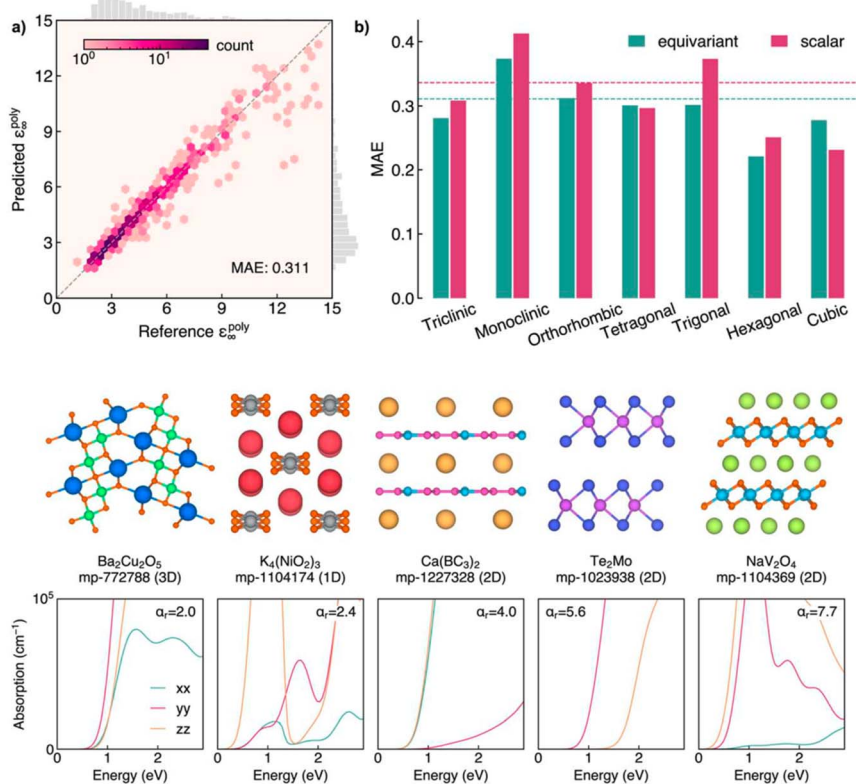 a)
15
12
9
6
3
0
Predicted ε∞^poly
10⁰ 10¹ count
MAE: 0.311
0 3 6 9 12 15
Reference ε∞^poly
b)
equivariant scalar
0.4
0.3
0.2
0.1
0.0
MAE
Triclinic Monoclinic Orthorhombic Tetragonal Trigonal Hexagonal Cubic
Ba₂Cu₂O₅ K₄(NiO₂)₃ Ca(BC₃)₂ Te₂Mo NaV₂O₄
mp-772788 (3D) mp-1104174 (1D) mp-1227328 (2D) mp-1023938 (2D) mp-1104369 (2D)
10⁵
αᵣ=2.0 αᵣ=2.4 αᵣ=4.0 αᵣ=5.6 αᵣ=7.7
Absorption (cm⁻¹)
xx
yy
zz
0
0 1 2 0 1 2 0 1 2 0 1 2 0 1 2
Energy (eV) Energy (eV) Energy (eV) Energy (eV) Energy (eV)